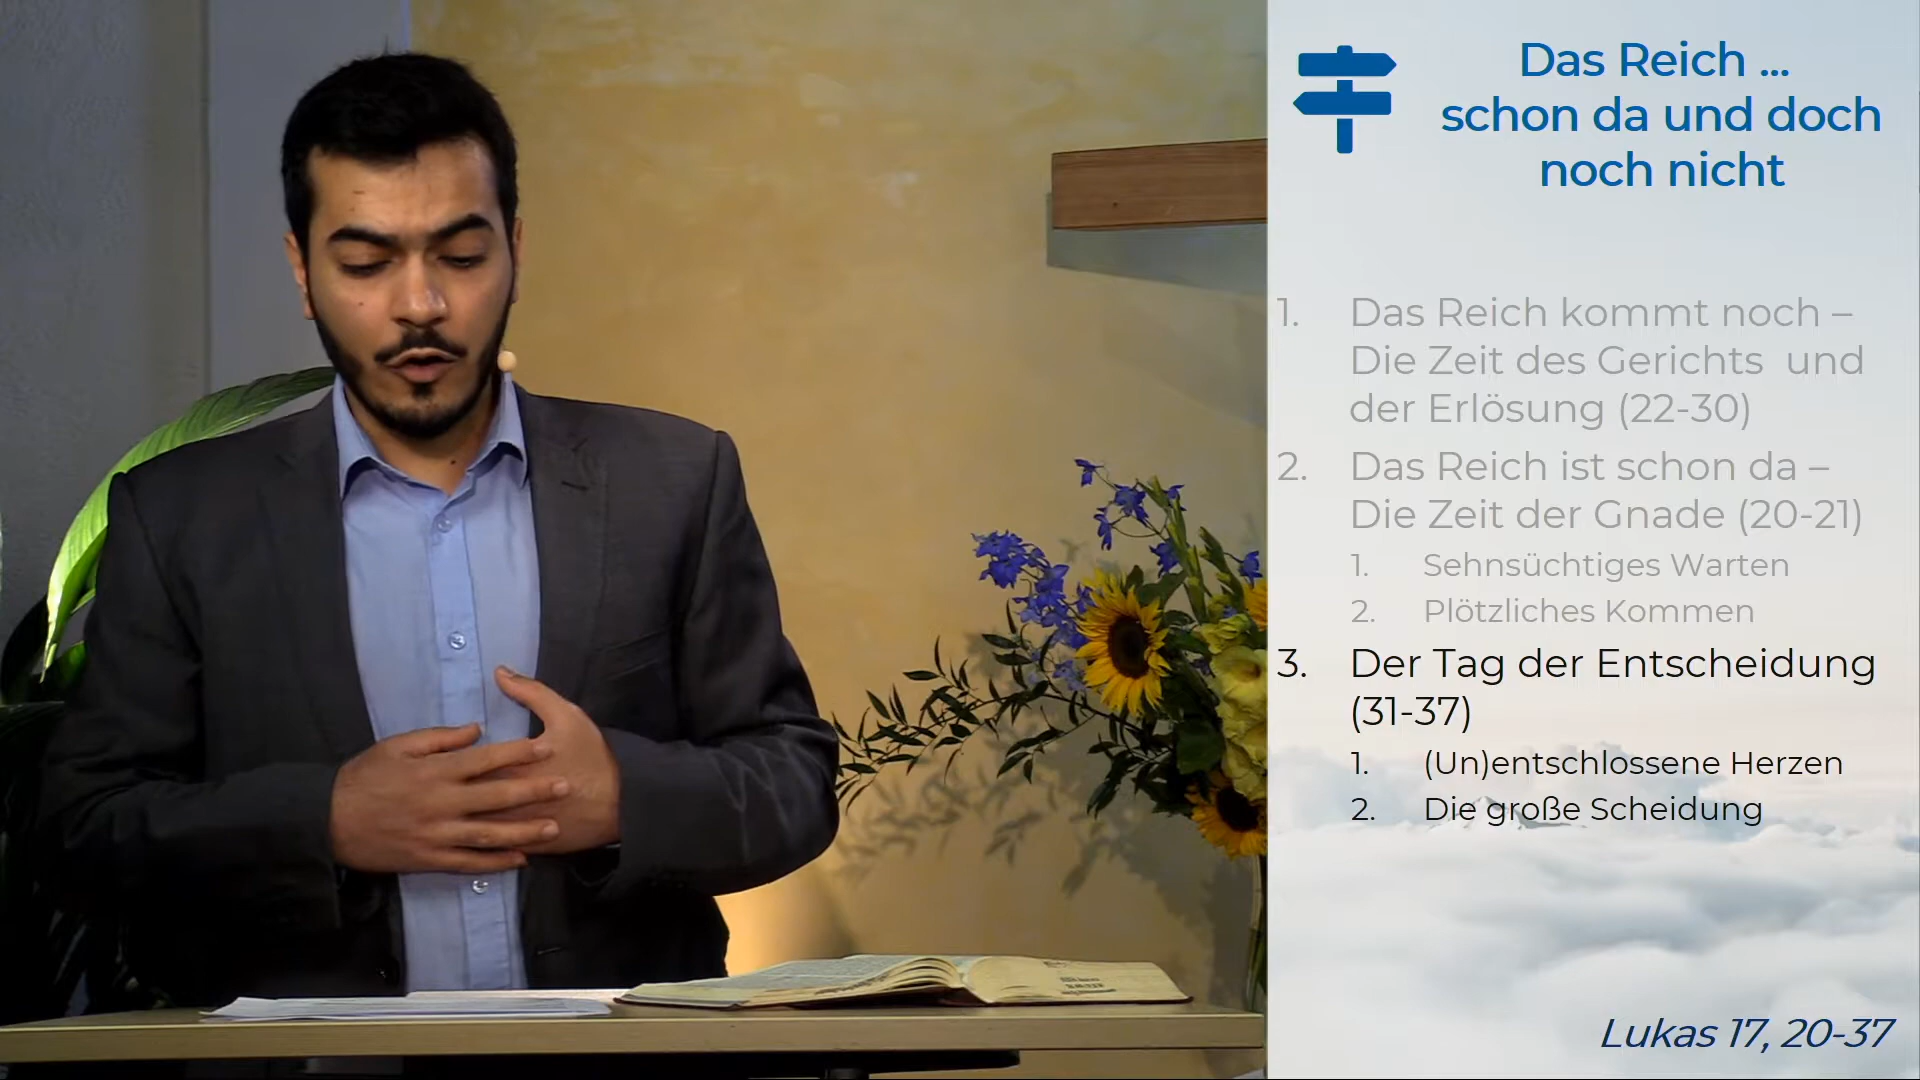 Das Reich ...
schon da und doch
noch nicht
1. Das Reich kommt noch –
Die Zeit des Gerichts und
der Erlösung (22-30)
2. Das Reich ist schon da –
Die Zeit der Gnade (20-21)
1. Sehnsüchtiges Warten
2. Plötzliches Kommen
3. Der Tag der Entscheidung
(31-37)
1. (Un)entschlossene Herzen
2. Die große Scheidung
Lukas 17, 20-37